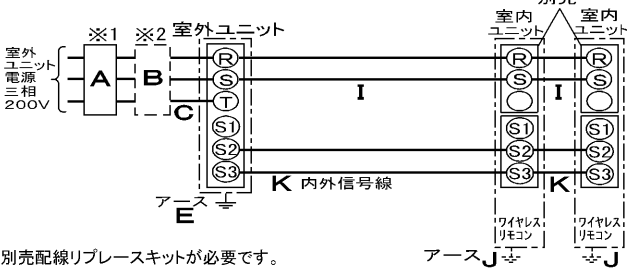 別売
※1 ※2 室外ユニット 室内ユニット 室内ユニット
室外
ユニット
電源
三相
200V
A B C
R R R
S S S
T
I I
S1 S1 S1
S2 S2 S2
S3 S3 S3
K 内外信号線 K
アース
E
ワイヤレス
リモコン
ワイヤレス
リモコン
アース J J
別売配線リプレースキットが必要です。